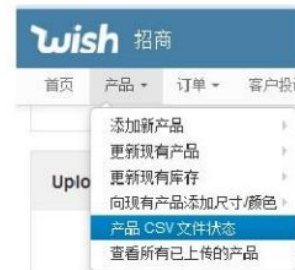 wish 招商
首页 产品 订单 客户投
添加新产品
更新现有产品
Uplo
更新现有库存
向现有产品添加尺寸/颜色
产品 CSV 文件状态
查看所有已上传的产品